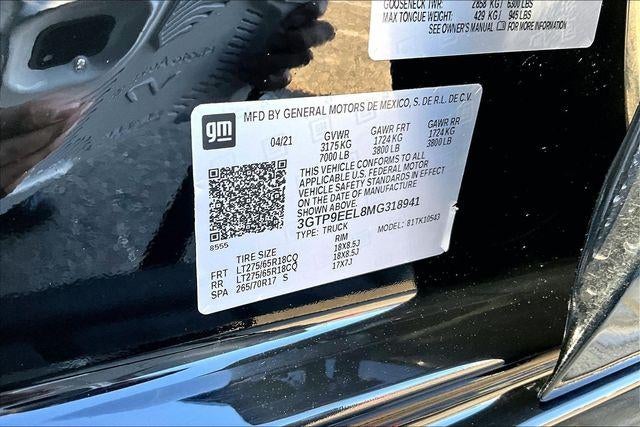 GOOSENECK TWR: 2858 KG/ 6300 LBS
MAX TONGUE WEIGHT: 429 KG/ 945 LBS
SEE OWNER'S MANUAL FOR MORE INFORMATION
gm
MFD BY GENERAL MOTORS DE MEXICO, S. DE R.L. DE C.V.
04/21 GVWR GAWR FRT GAWR RR
3175 KG 1724 KG 1724 KG
7000 LB 3800 LB 3800 LB
THIS VEHICLE CONFORMS TO ALL
APPLICABLE U.S. FEDERAL MOTOR
VEHICLE SAFETY STANDARDS IN EFFECT
ON THE DATE OF MANUFACTURE
SHOWN ABOVE.
3GTP9EEL8MG318941
TYPE: TRUCK MODEL: 81TK10543
8555
TIRE SIZE RIM
FRT LT275/65R18CQ 18X8.5J
RR LT275/65R18CQ 18X8.5J
SPA 265/70R17 S 17X7J